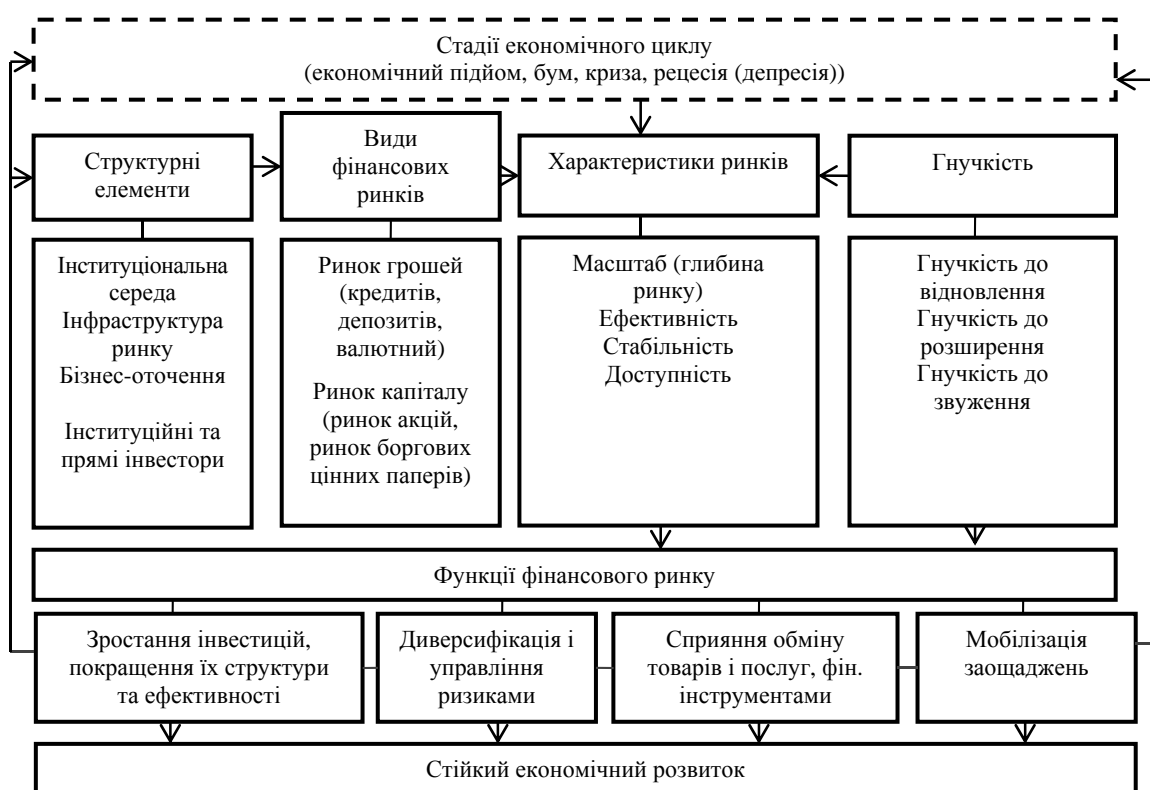 Стадії економічного циклу
(економічний підйом, бум, криза, рецесія (депресія))
Структурні
елементи
Види
фінансових
ринків
Характеристики ринків
Гнучкість
Інституціональна
середа
Інфраструктура
ринку
Бізнес-оточення
Інституційні та
прямі інвестори
Ринок грошей
(кредитів,
депозитів,
валютний)
Ринок капіталу
(ринок акцій,
ринок боргових
цінних паперів)
Масштаб (глибина
ринку)
Ефективність
Стабільність
Доступність
Гнучкість до
відновлення
Гнучкість до
розширення
Гнучкість до
звуження
Функції фінансового ринку
Зростання інвестицій,
покращення їх структури
та ефективності
Диверсифікація і
управління
ризиками
Сприяння обміну
товарів і послуг, фін.
інструментами
Мобілізація
заощаджень
Стійкий економічний розвиток